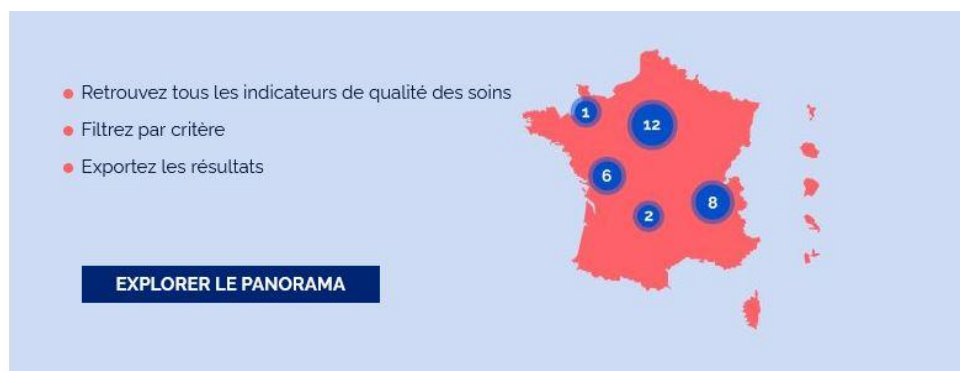 Retrouvez tous les indicateurs de qualité des soins
Filtrez par critère
Exportez les résultats
EXPLORER LE PANORAMA
1
12
6
8
2